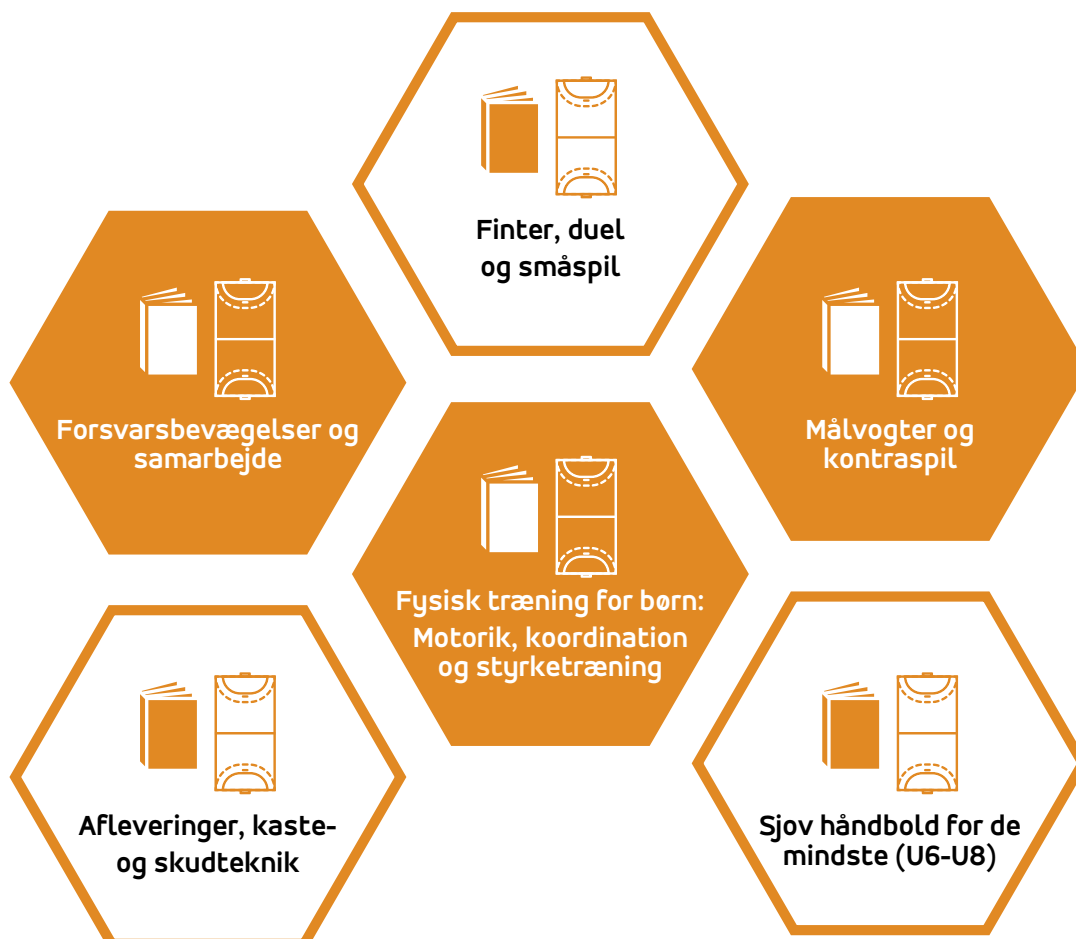 Finter, duel
og småspil
Forsvarsbevægelser og
samarbejde
Målvogter og
kontraspil
Fysisk træning for børn:
Motorik, koordination
og styrketræning
Afleveringer, kaste-
og skudteknik
Sjov håndbold for de
mindste (U6-U8)